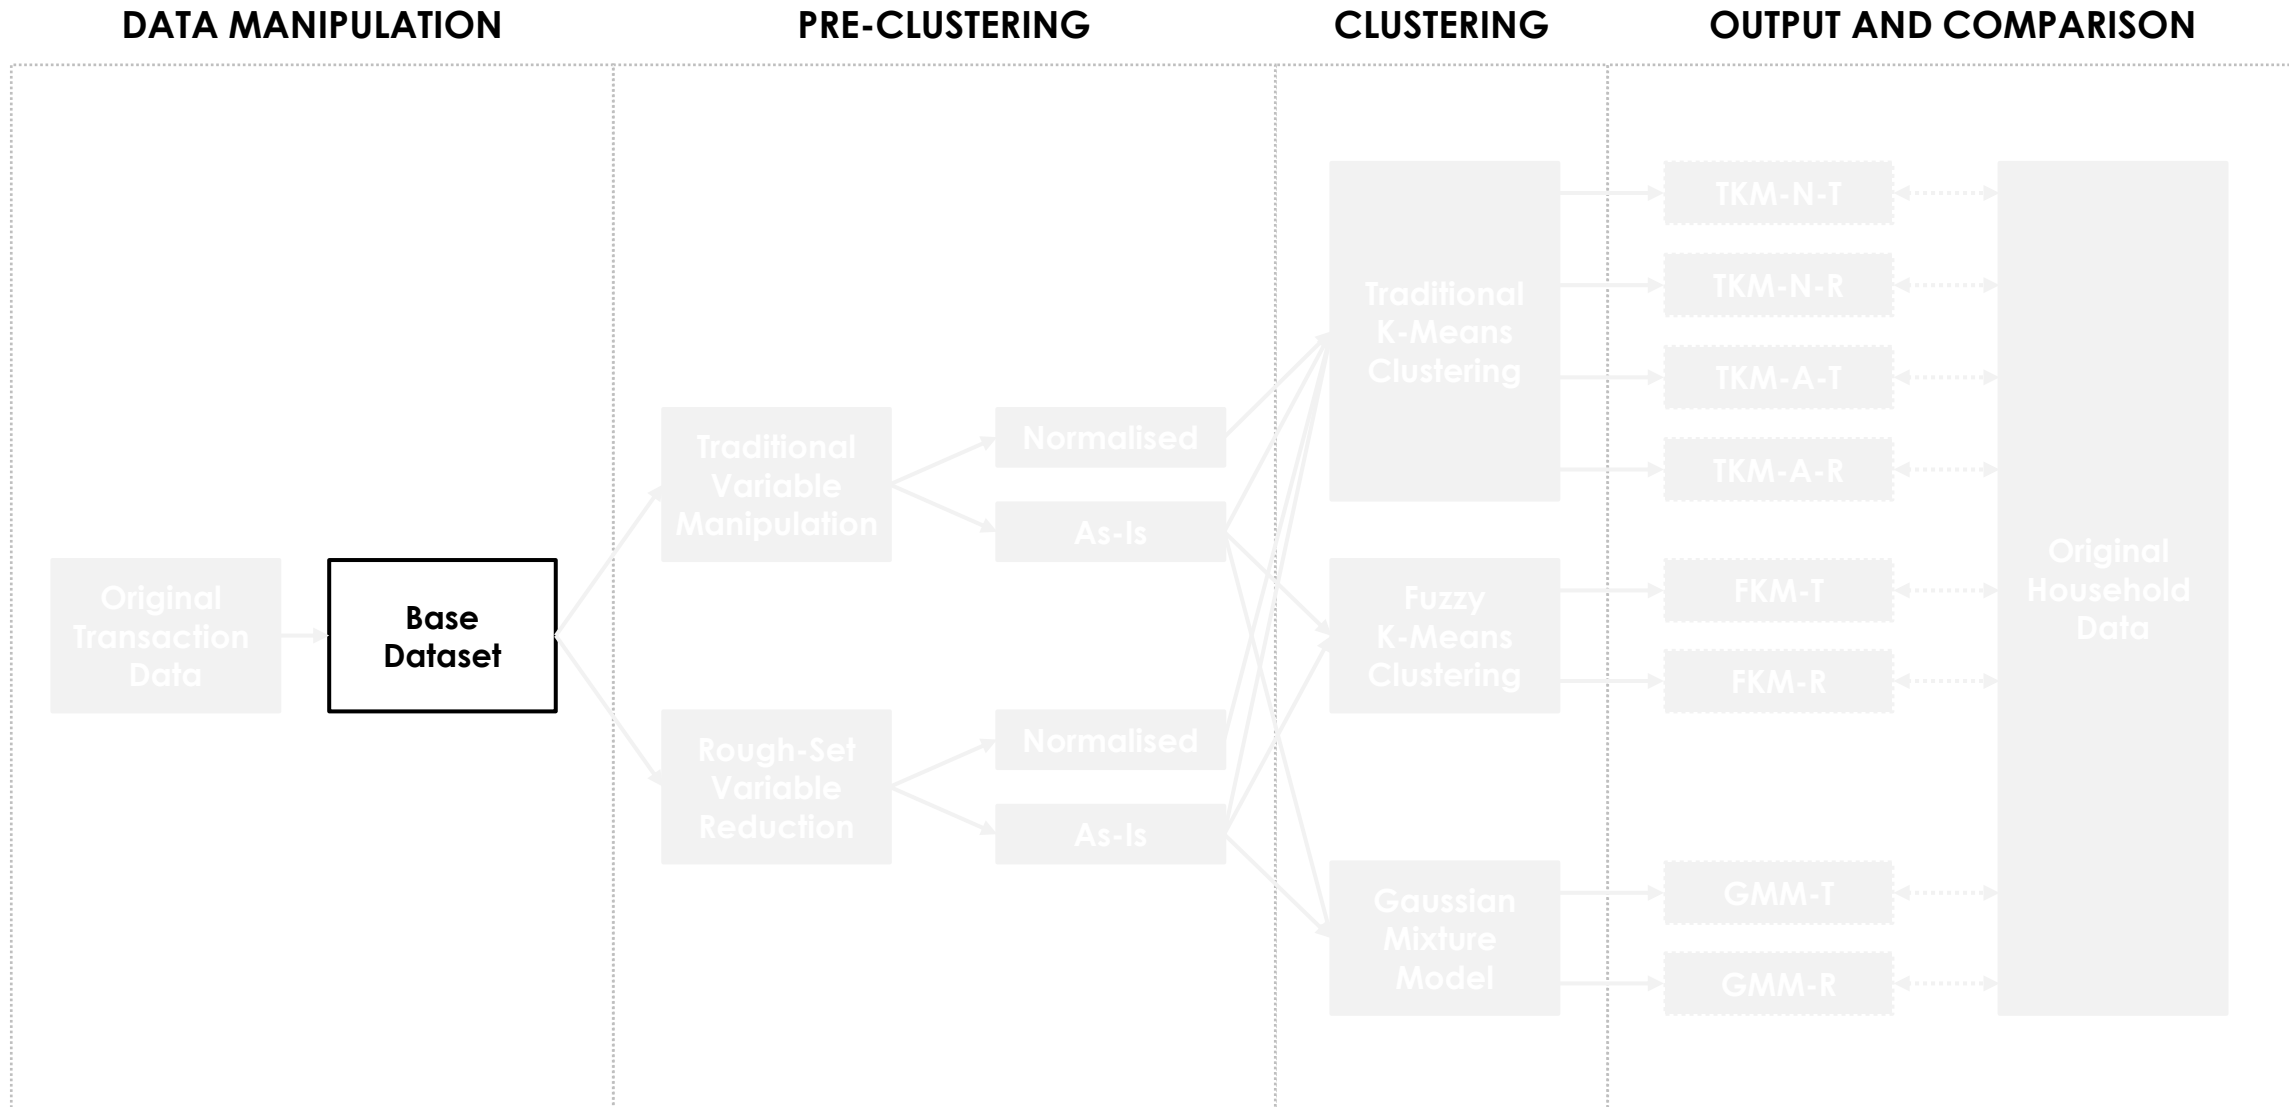 DATA MANIPULATION
PRE-CLUSTERING
CLUSTERING
OUTPUT AND COMPARISON
Original
Transaction
Data
Base
Dataset
Traditional
Variable
Manipulation
Normalised
As-Is
Rough-Set
Variable
Reduction
Normalised
As-Is
Traditional
K-Means
Clustering
Fuzzy
K-Means
Clustering
Gaussian
Mixture
Model
TKM-N-T
TKM-N-R
TKM-A-T
TKM-A-R
FKM-T
FKM-R
GMM-T
GMM-R
Original
Household
Data